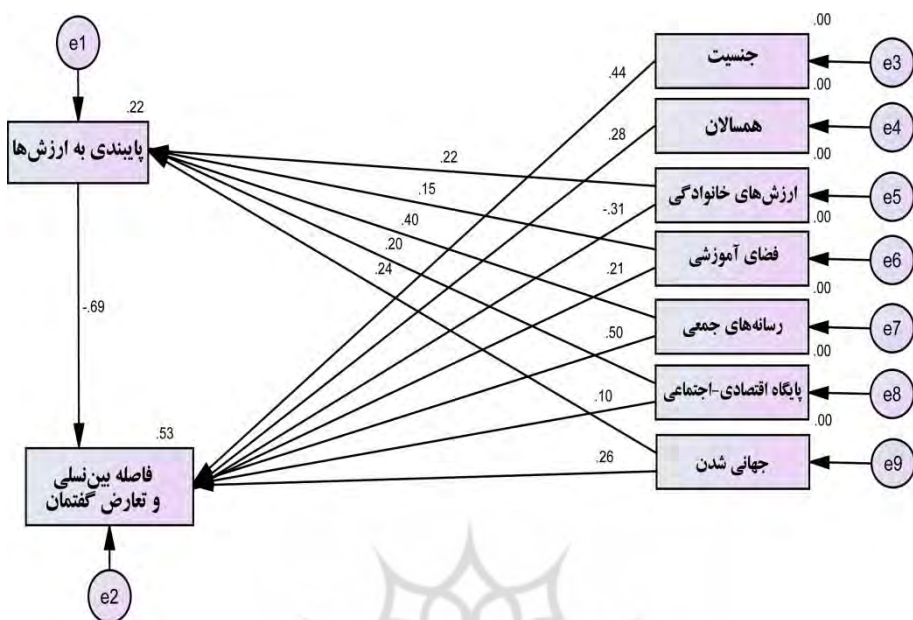 .00
e1
جنسیت
e3
.44
.00
.22
همسالان
e4
پایبندی به ارزش‌ها
.28
.00
.22
ارزش‌های خانوادگی
e5
.15
-.31
.00
.40
فضای آموزشی
e6
.20
.21
.00
.24
رسانه‌های جمعی
e7
-.69
.50
.00
پایگاه اقتصادی-اجتماعی
e8
.10
.00
.53
.26
جهانی شدن
e9
فاصله بین‌نسلی
و تعارض گفتمان
e2